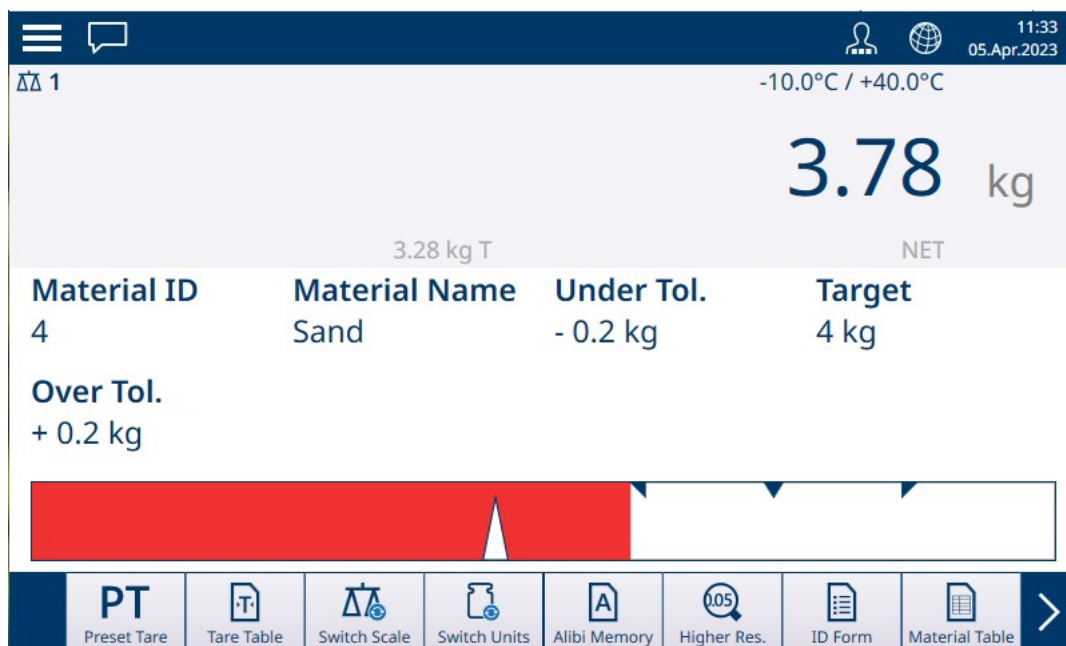 11:33
05.Apr.2023
1
-10.0°C / +40.0°C
3.78 kg
3.28 kg T NET
Material ID Material Name Under Tol. Target
4 Sand - 0.2 kg 4 kg
Over Tol.
+ 0.2 kg
PT T A 0.05
Preset Tare Tare Table Switch Scale Switch Units Alibi Memory Higher Res. ID Form Material Table